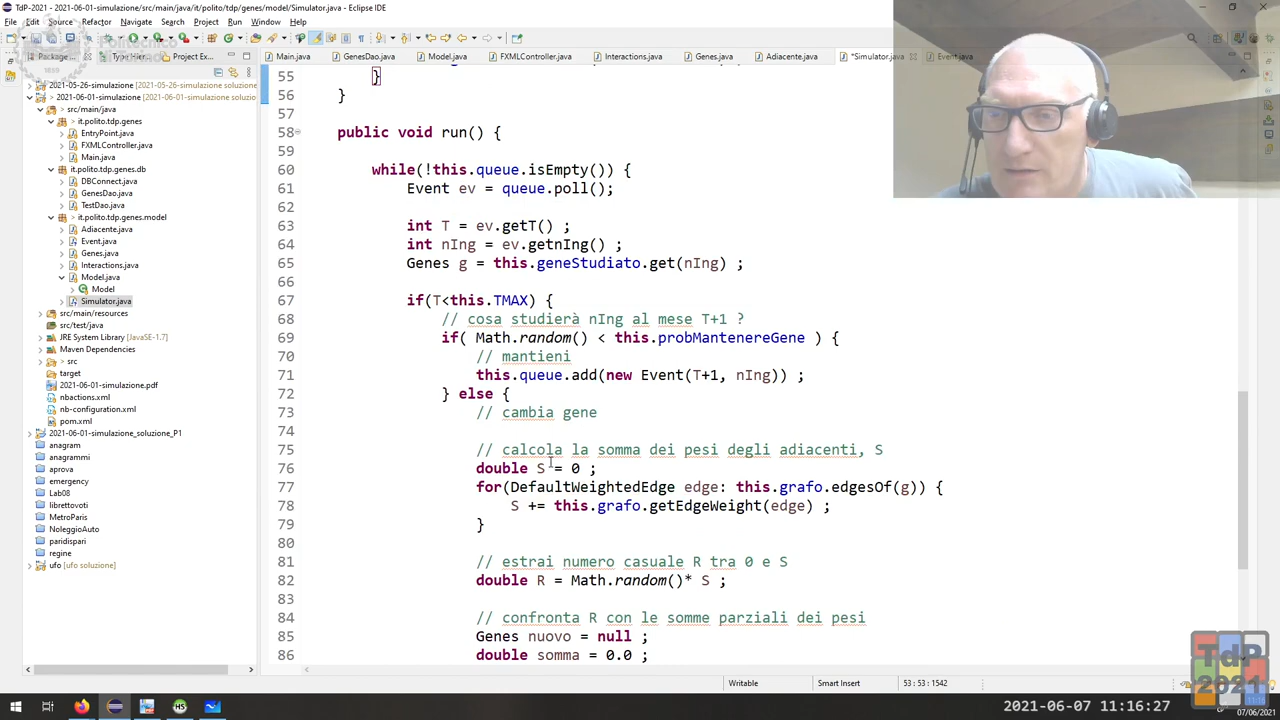 TdP-2021 - 2021-06-01-simulazione/src/main/java/it/polito/tdp/genes/model/Simulator.java - Eclipse IDE
File Edit Source Refactor Navigate Search Project Run Window Help
Package... Type Hier... Project Ex...
Main.java GenesDao.java Model.java FXMLController.java Interactions.java Genes.java Adiacente.java *Simulator.java Event.java
2021-05-26-simulazione 2021-05-26-simulazione soluzione
2021-06-01-simulazione 2021-06-01-simulazione soluz
src/main/java
it.polito.tdp.genes
EntryPoint.java
FXMLController.java
Main.java
it.polito.tdp.genes.db
DBConnect.java
GenesDao.java
TestDao.java
it.polito.tdp.genes.model
Adiacente.java
Event.java
Genes.java
Interactions.java
Model.java
Model
Simulator.java
src/main/resources
src/test/java
JRE System Library [JavaSE-1.7]
Maven Dependencies
src
target
2021-06-01-simulazione.pdf
nbactions.xml
nb-configuration.xml
pom.xml
2021-06-01-simulazione_soluzione_P1
anagram
anagrammi
aprova
emergency
Lab08
librettovoti
MetroParis
NoleggioAuto
paridispari
regine
ufo (ufo soluzione)
55 }
56 }
57
58 public void run() {
59
60 while(!this.queue.isEmpty()) {
61 Event ev = queue.poll();
62
63 int T = ev.getT() ;
64 int nIng = ev.getnIng() ;
65 Genes g = this.geneStudiato.get(nIng) ;
66
67 if(T<this.TMAX) {
68 // cosa studierà nIng al mese T+1 ?
69 if( Math.random() < this.probMantenereGene ) {
70 // mantieni
71 this.queue.add(new Event(T+1, nIng)) ;
72 } else {
73 // cambia gene
74
75 // calcola la somma dei pesi degli adiacenti, S
76 double S = 0 ;
77 for(DefaultWeightedEdge edge: this.grafo.edgesOf(g)) {
78 S += this.grafo.getEdgeWeight(edge) ;
79 }
80
81 // estrai numero casuale R tra 0 e S
82 double R = Math.random()* S ;
83
84 // confronta R con le somme parziali dei pesi
85 Genes nuovo = null ;
86 double somma = 0.0 ;
Writable Smart Insert 53 : 53 : 1542
TdP
2021
2021-06-07 11:16:27
07/06/2021